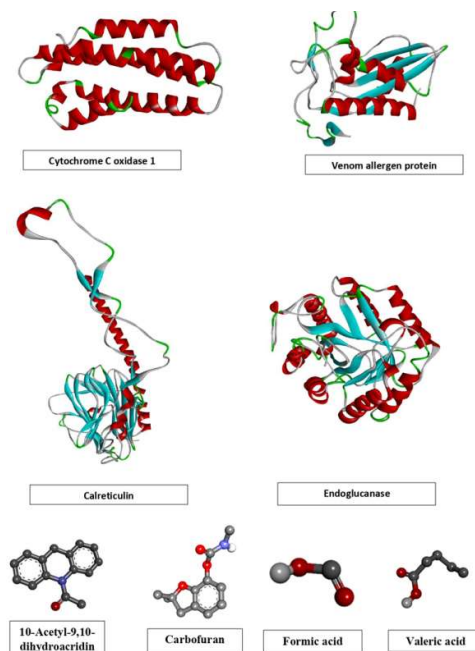 Cytochrome C oxidase 1
Venom allergen protein
Calreticulin
Endoglucanase
10-Acetyl-9,10-
dihydroacridin
Carbofuran
Formic acid
Valeric acid